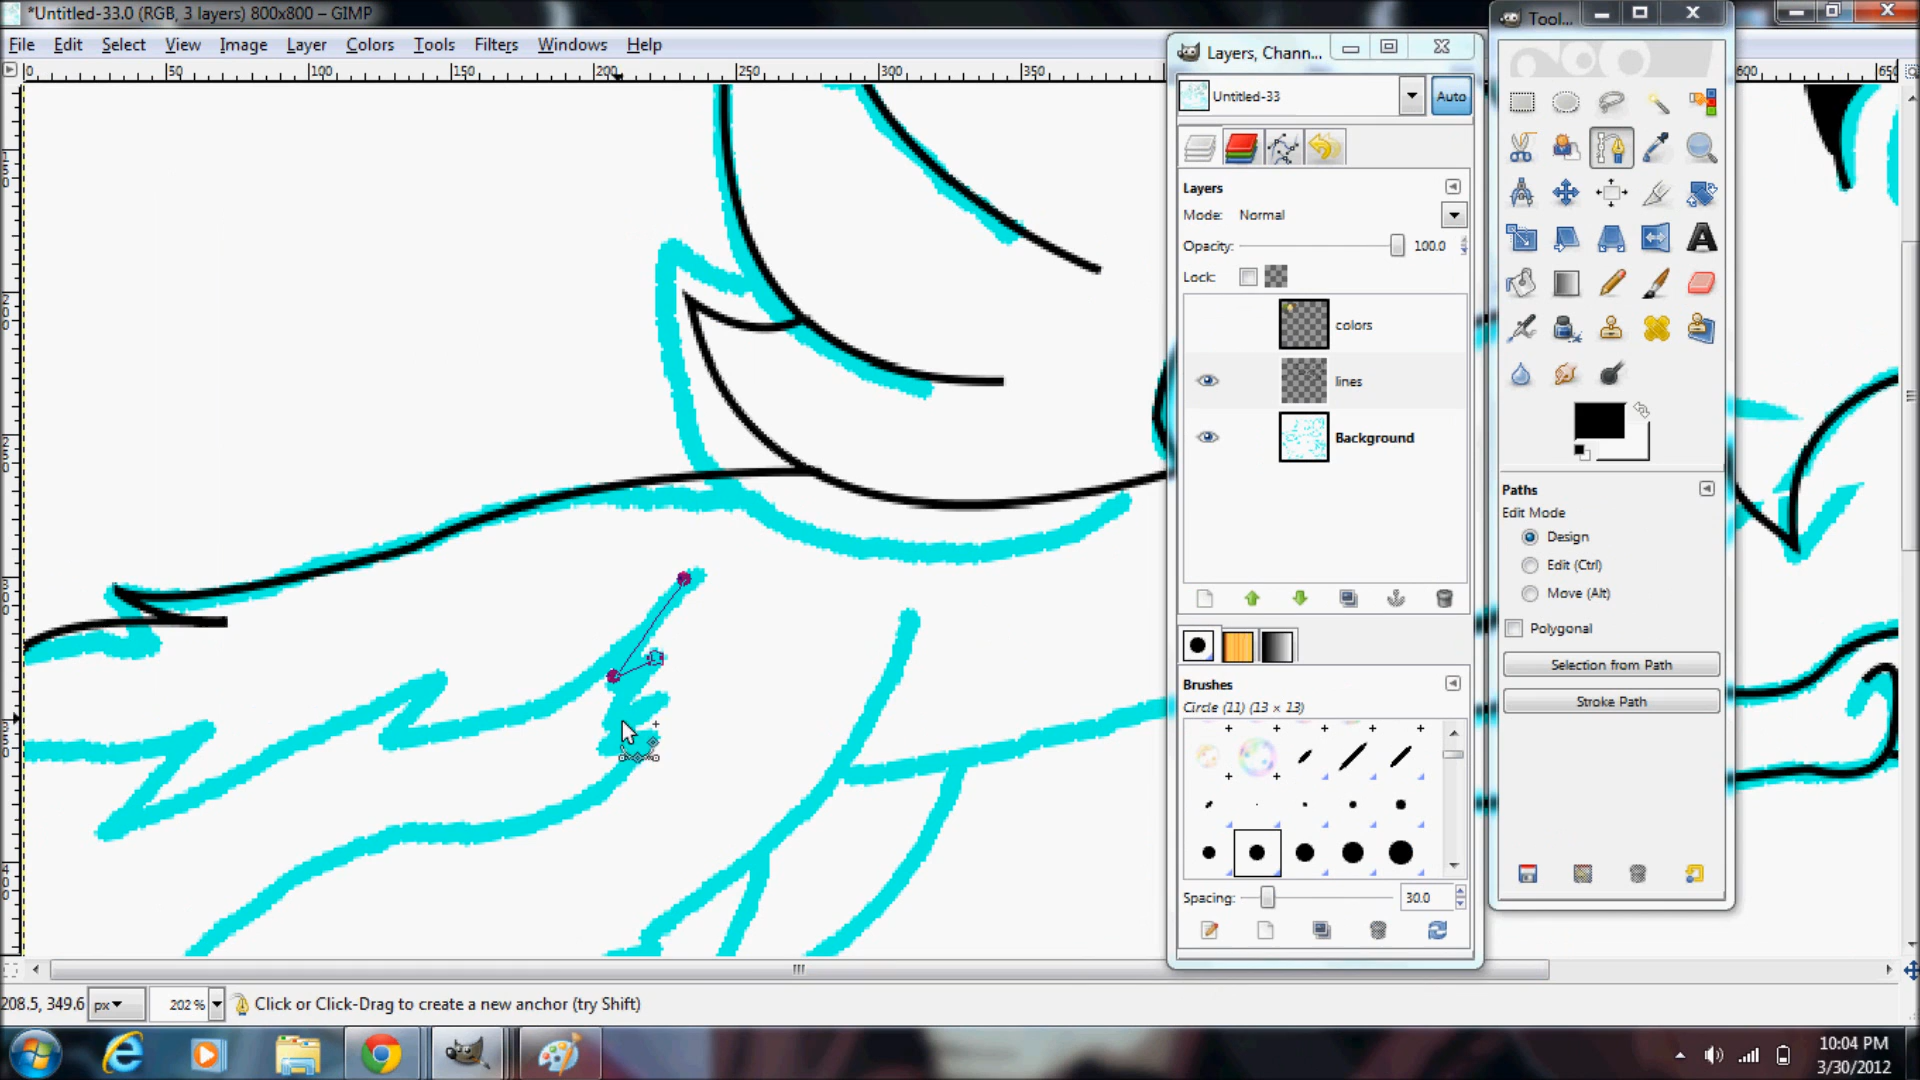 *Untitled-33.0 (RGB, 3 layers) 800x800 – GIMP
File Edit Select View Image Layer Colors Tools Filters Windows Help
0 50 100 150 200 250 300 350 600 650
Layers, Chann...
Untitled-33
Auto
Layers
Mode: Normal
Opacity: 100.0
Lock:
colors
lines
Background
Brushes
Circle (11) (13 × 13)
Spacing: 30.0
Tool...
Paths
Edit Mode
Design
Edit (Ctrl)
Move (Alt)
Polygonal
Selection from Path
Stroke Path
208.5, 349.6 px 202 % Click or Click-Drag to create a new anchor (try Shift)
10:04 PM
3/30/2012